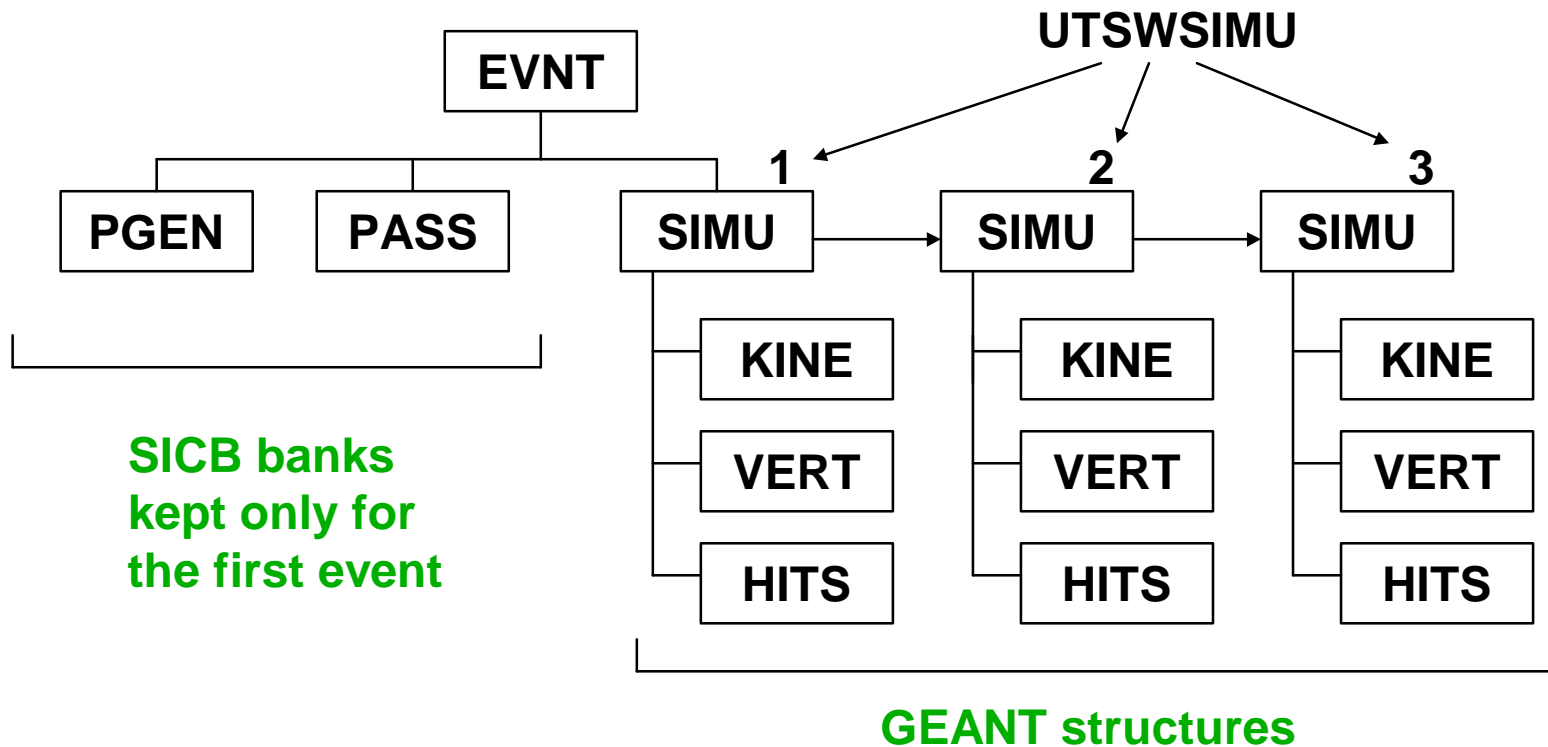 UTSWSIMU
EVNT
1 2 3
PGEN PASS SIMU SIMU SIMU
KINE KINE KINE
VERT VERT VERT
HITS HITS HITS
SICB banks
kept only for
the first event
GEANT structures